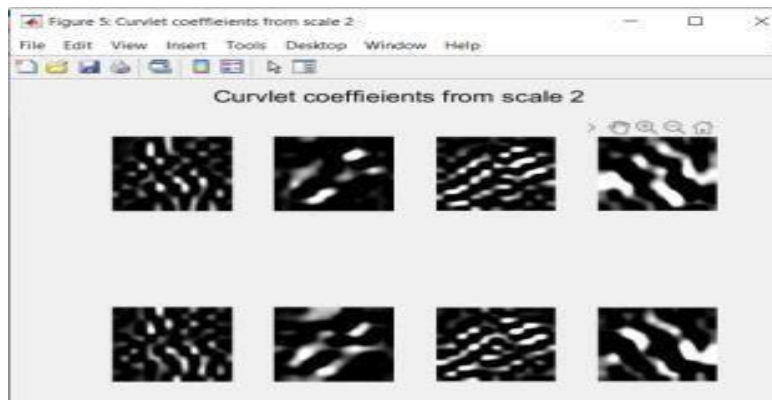 Figure 5: Curvlet coeffieients from scale 2
File Edit View Insert Tools Desktop Window Help
Curvlet coeffieients from scale 2